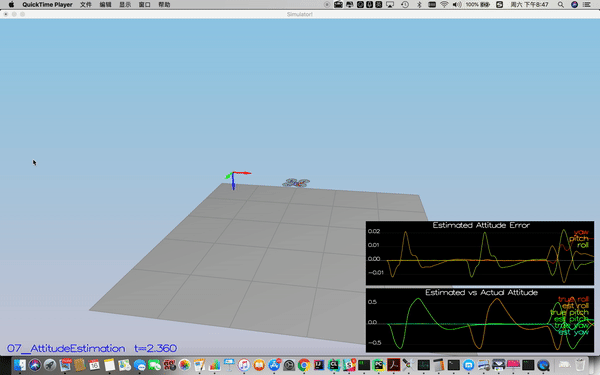 QuickTime Player 文件 编辑 显示 窗口 帮助
100% 周六 下午8:47
Simulator!
Estimated Attitude Error
0.02
0.01
0.00
-0.01
yaw
pitch
roll
Estimated vs Actual Attitude
0.5
0.0
-0.5
true roll
est roll
true pitch
est pitch
true yaw
est yaw
07_AttitudeEstimation t=2.360